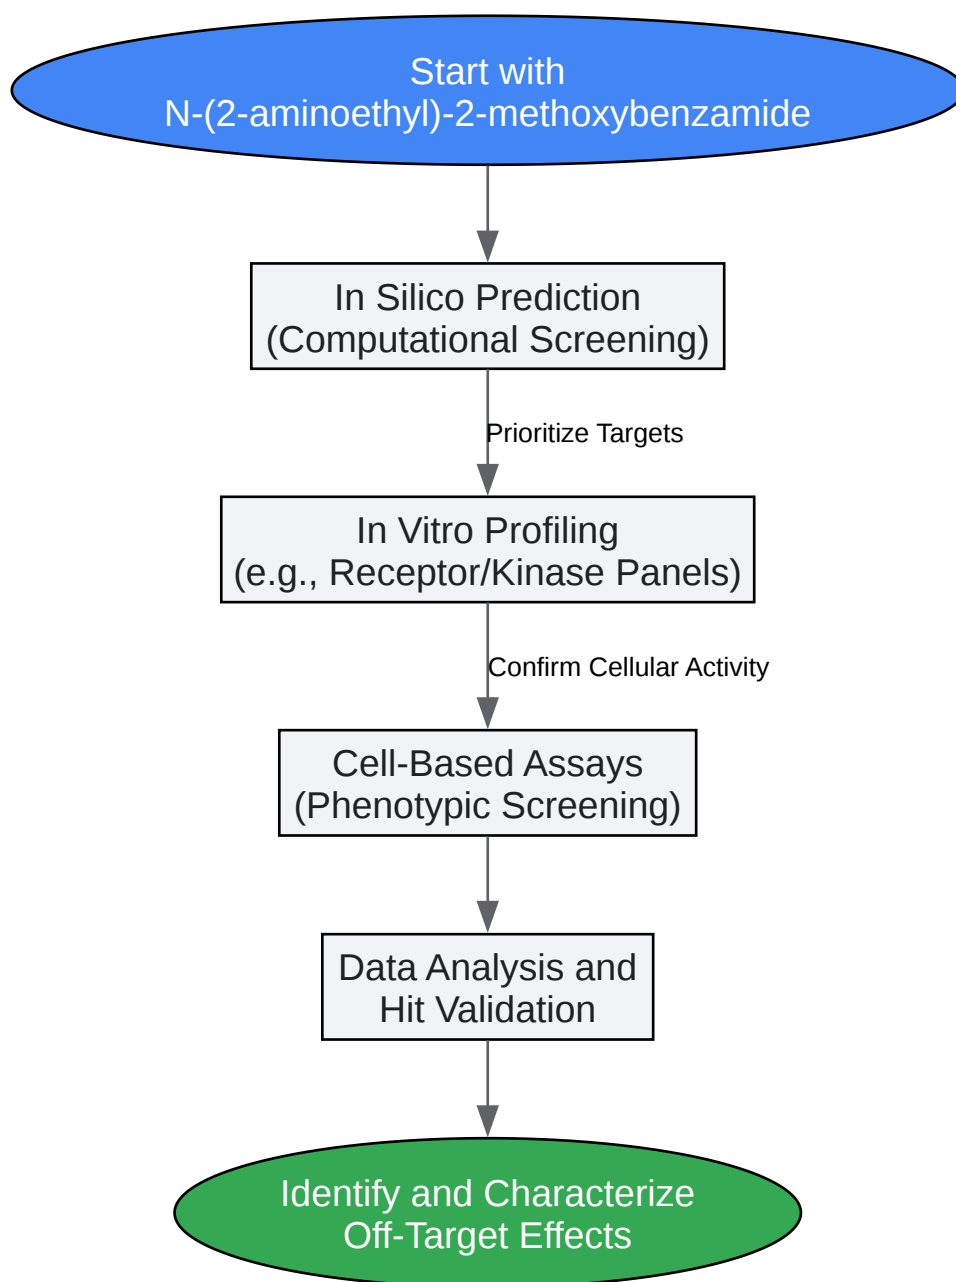 Start with
N-(2-aminoethyl)-2-methoxybenzamide
In Silico Prediction
(Computational Screening)
Prioritize Targets
In Vitro Profiling
(e.g., Receptor/Kinase Panels)
Confirm Cellular Activity
Cell-Based Assays
(Phenotypic Screening)
Data Analysis and
Hit Validation
Identify and Characterize
Off-Target Effects